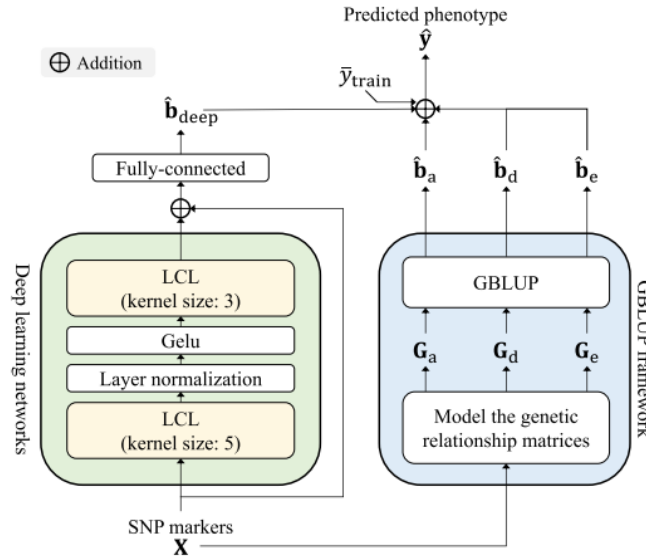 Predicted phenotype
ŷ
⊕ Addition
ȳtrain
b̂deep
Fully-connected
b̂a
b̂d
b̂e
Deep learning networks
LCL
(kernel size: 3)
Gelu
Layer normalization
LCL
(kernel size: 5)
GBLUP
Ga
Gd
Ge
Model the genetic
relationship matrices
GBLUP framework
SNP markers
X